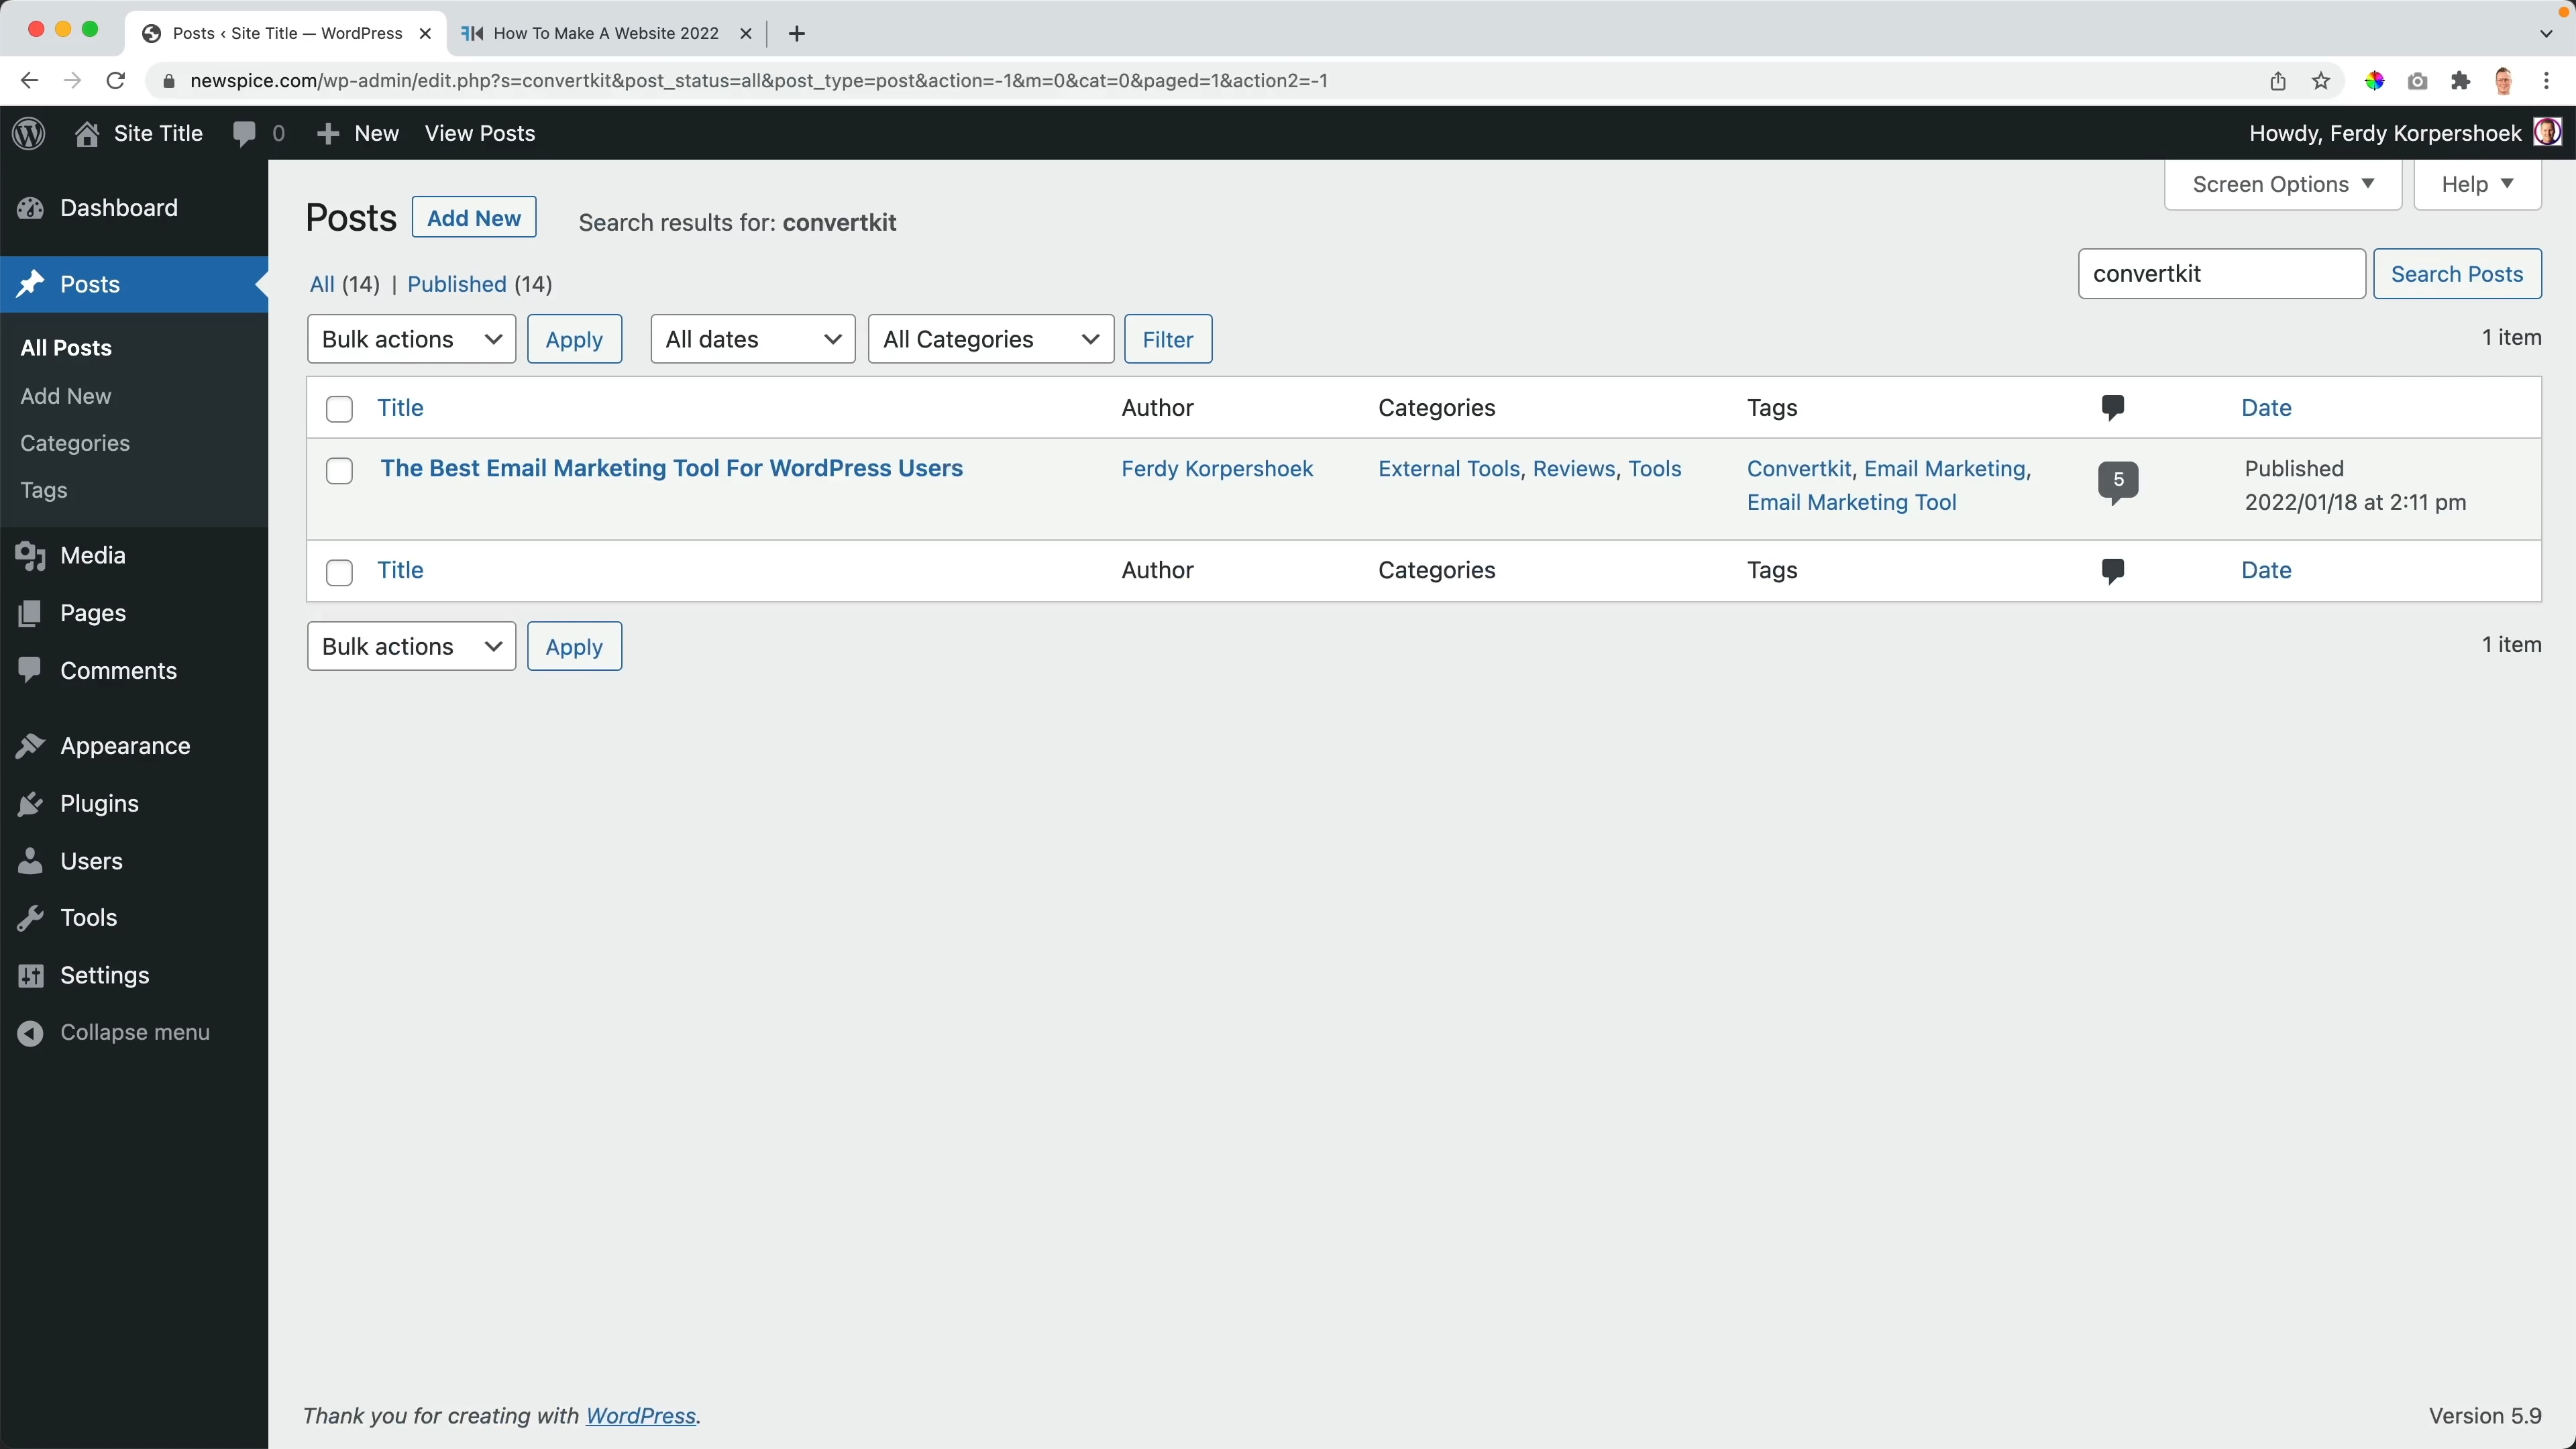 Posts ‹ Site Title — WordPress
How To Make A Website 2022
newspice.com/wp-admin/edit.php?s=convertkit&post_status=all&post_type=post&action=-1&m=0&cat=0&paged=1&action2=-1
Site Title
0
New
View Posts
Howdy, Ferdy Korpershoek
Dashboard
Posts
All Posts
Add New
Categories
Tags
Media
Pages
Comments
Appearance
Plugins
Users
Tools
Settings
Collapse menu
Screen Options
Help
Posts
Add New
Search results for: convertkit
All (14) | Published (14)
convertkit
Search Posts
Bulk actions
Apply
All dates
All Categories
Filter
1 item
Title
Author
Categories
Tags
Date
The Best Email Marketing Tool For WordPress Users
Ferdy Korpershoek
External Tools, Reviews, Tools
Convertkit, Email Marketing,
Email Marketing Tool
5
Published
2022/01/18 at 2:11 pm
Title
Author
Categories
Tags
Date
Bulk actions
Apply
1 item
Thank you for creating with WordPress.
Version 5.9